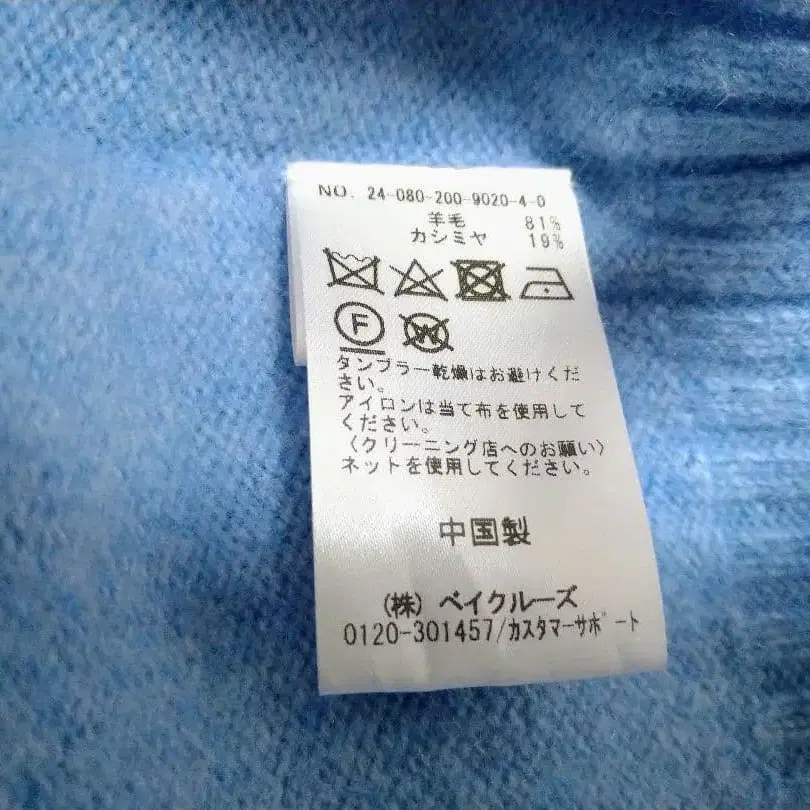 NO. 24-080-200-9020-4-0
羊毛 81%
カシミヤ 19%
F
W
タンブラー乾燥はお避けくだ
さい。
アイロンは当て布を使用して
ください。
〈クリーニング店へのお願い〉
ネットを使用してください。
中国製
(株) ベイクルーズ
0120-301457/カスタマーサポート